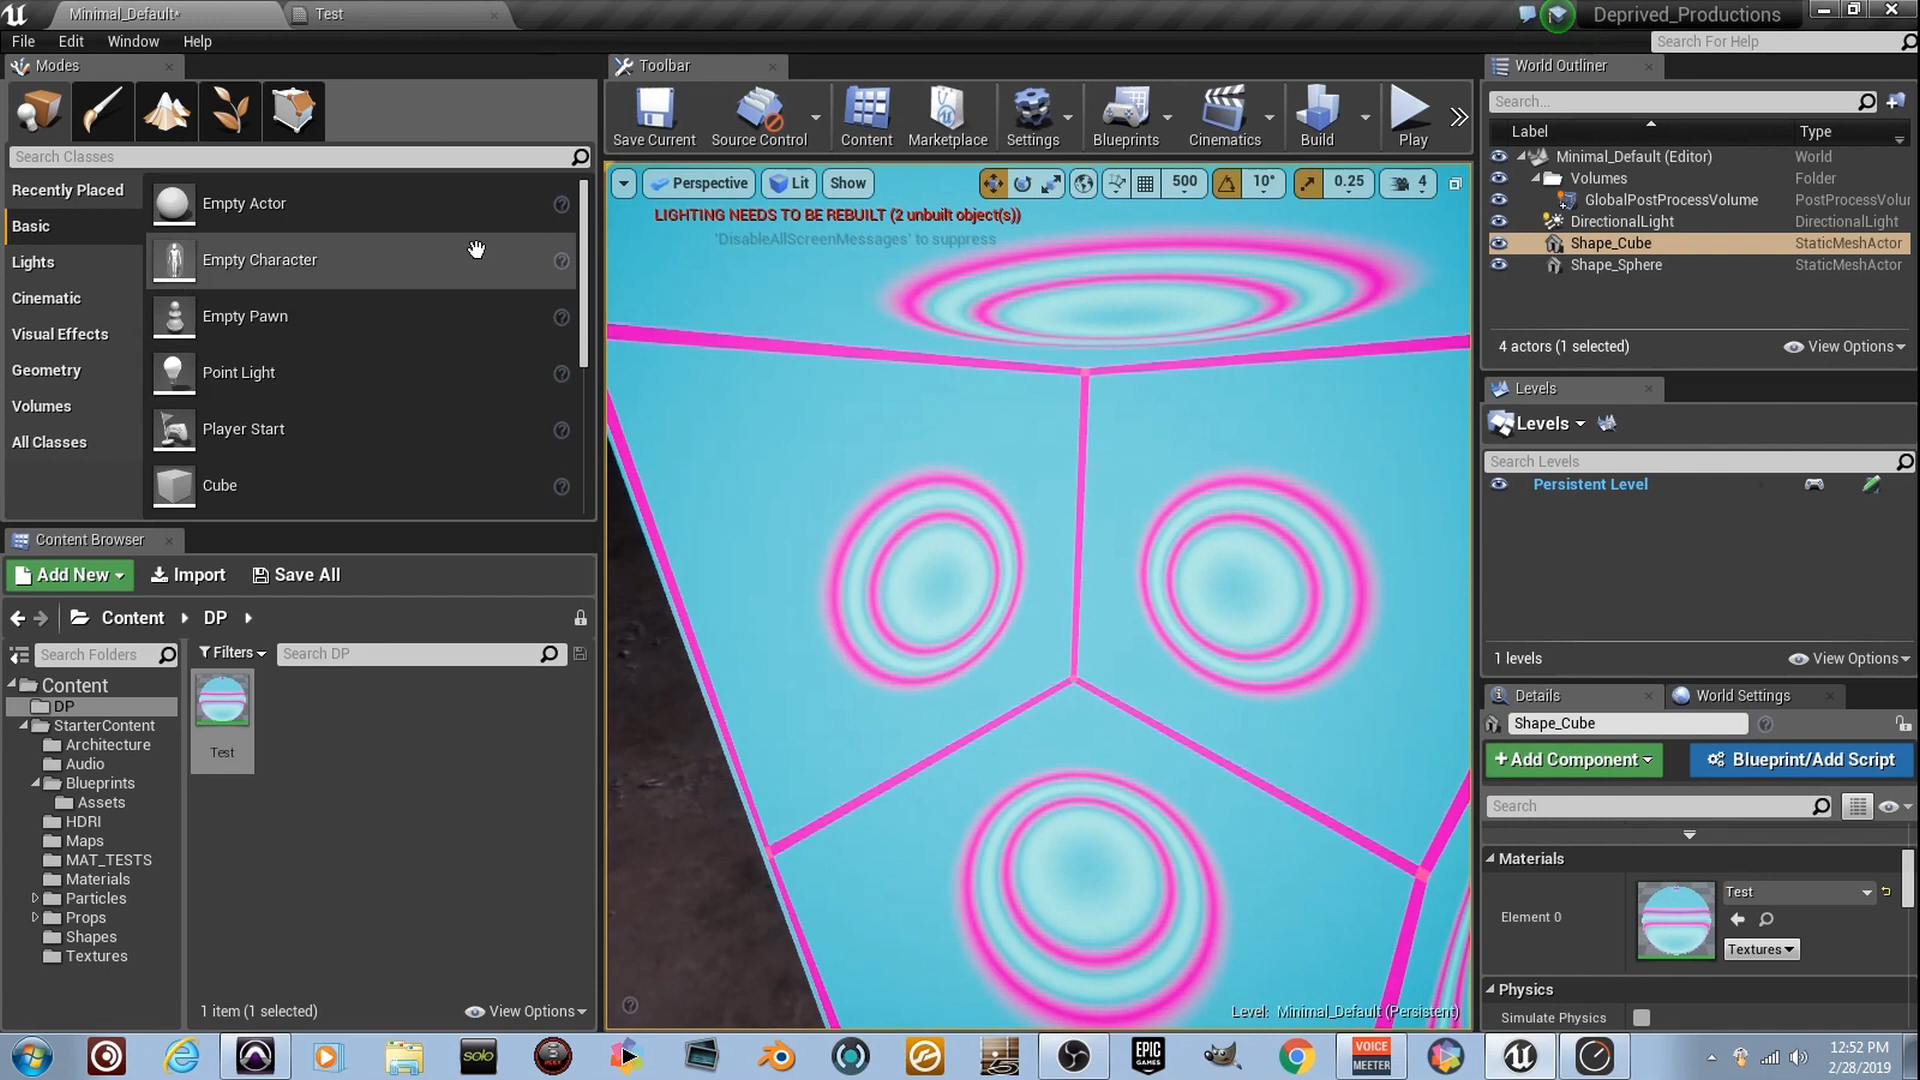 Minimal_Default*
Test
Deprived_Productions
File Edit Window Help
Search For Help
Modes
Search Classes
Recently Placed
Basic
Lights
Cinematic
Visual Effects
Geometry
Volumes
All Classes
Empty Actor
Empty Character
Empty Pawn
Point Light
Player Start
Cube
Toolbar
Save Current Source Control Content Marketplace Settings Blueprints Cinematics Build Play
Perspective Lit Show 500 10° 0.25 4
LIGHTING NEEDS TO BE REBUILT (2 unbuilt object(s))
'DisableAllScreenMessages' to suppress
Level: Minimal_Default (Persistent)
World Outliner
Search...
Label Type
Minimal_Default (Editor) World
Volumes Folder
GlobalPostProcessVolume PostProcessVolur
DirectionalLight DirectionalLight
Shape_Cube StaticMeshActor
Shape_Sphere StaticMeshActor
4 actors (1 selected) View Options
Levels
Levels
Search Levels
Persistent Level
1 levels View Options
Details World Settings
Shape_Cube
+Add Component Blueprint/Add Script
Search
Materials
Element 0 Test
Textures
Physics
Simulate Physics
Content Browser
Add New Import Save All
Content DP
Search Folders Filters Search DP
Content
DP
StarterContent
Architecture
Audio
Blueprints
Assets
HDRI
Maps
MAT_TESTS
Materials
Particles
Props
Shapes
Textures
Test
1 item (1 selected) View Options
solo
EPIC GAMES
VOICE MEETER
12:52 PM
2/28/2019